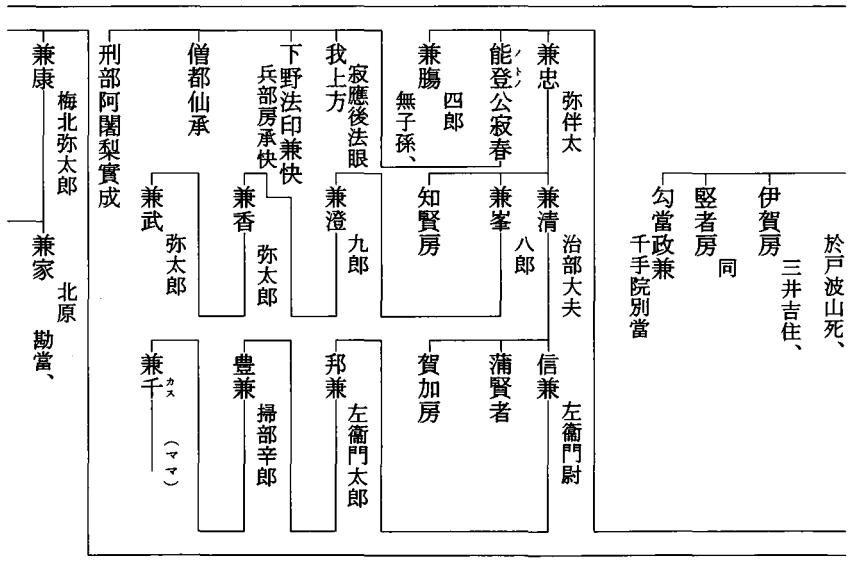 於戸波山死、
伊賀房
三井吉住、
竪者房
同
勾當政兼
千手院別當
兼忠
弥伴太
能登公寂春
ノトノ
兼腸
四郎
無子孫、
我上方
寂應後法眼
下野法印兼快
兵部房承快
僧都仙承
刑部阿闍梨實成
兼清
治部大夫
兼峯
八郎
知賢房
兼澄
九郎
兼香
弥太郎
兼武
弥太郎
信兼
左衞門尉
蒲賢者
賀加房
邦兼
左衞門太郎
豊兼
掃部辛郎
兼千
カス
(ママ)
兼康
梅北弥太郎
兼家
北原
勘當、